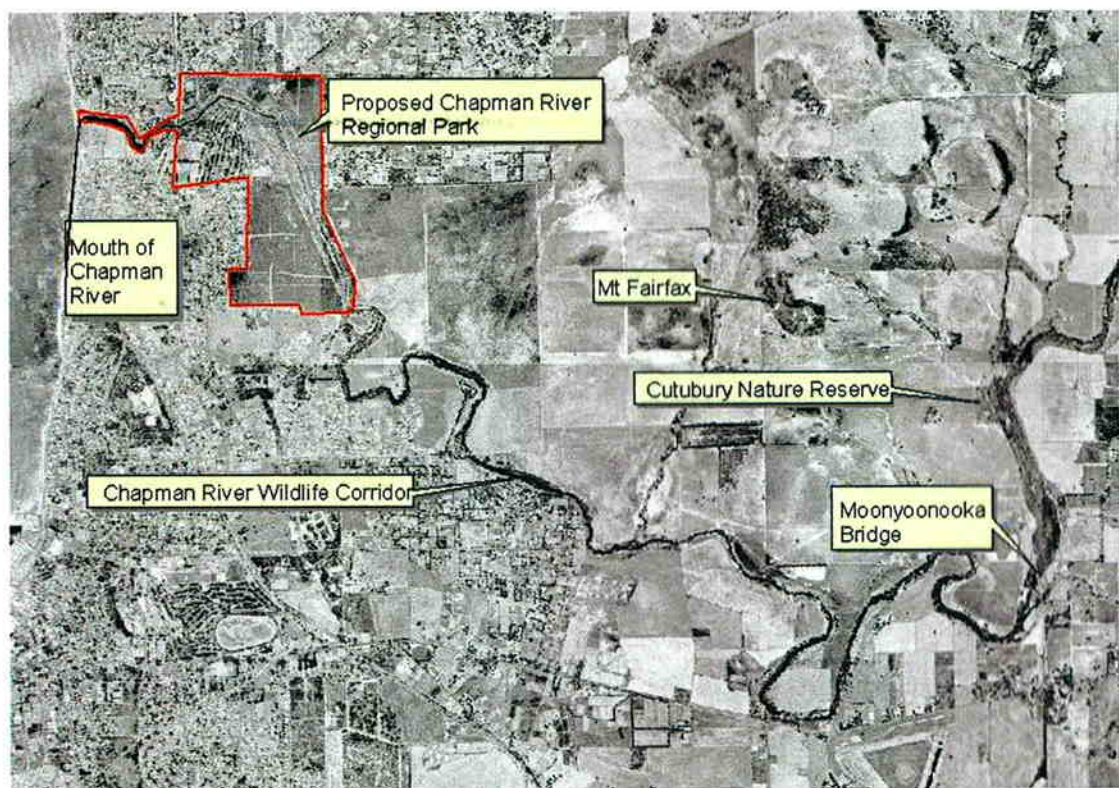 Proposed Chapman River
Regional Park
Mouth of
Chapman
River
Mt Fairfax
Cutubury Nature Reserve
Chapman River Wildlife Corridor
Moonyoonooka
Bridge